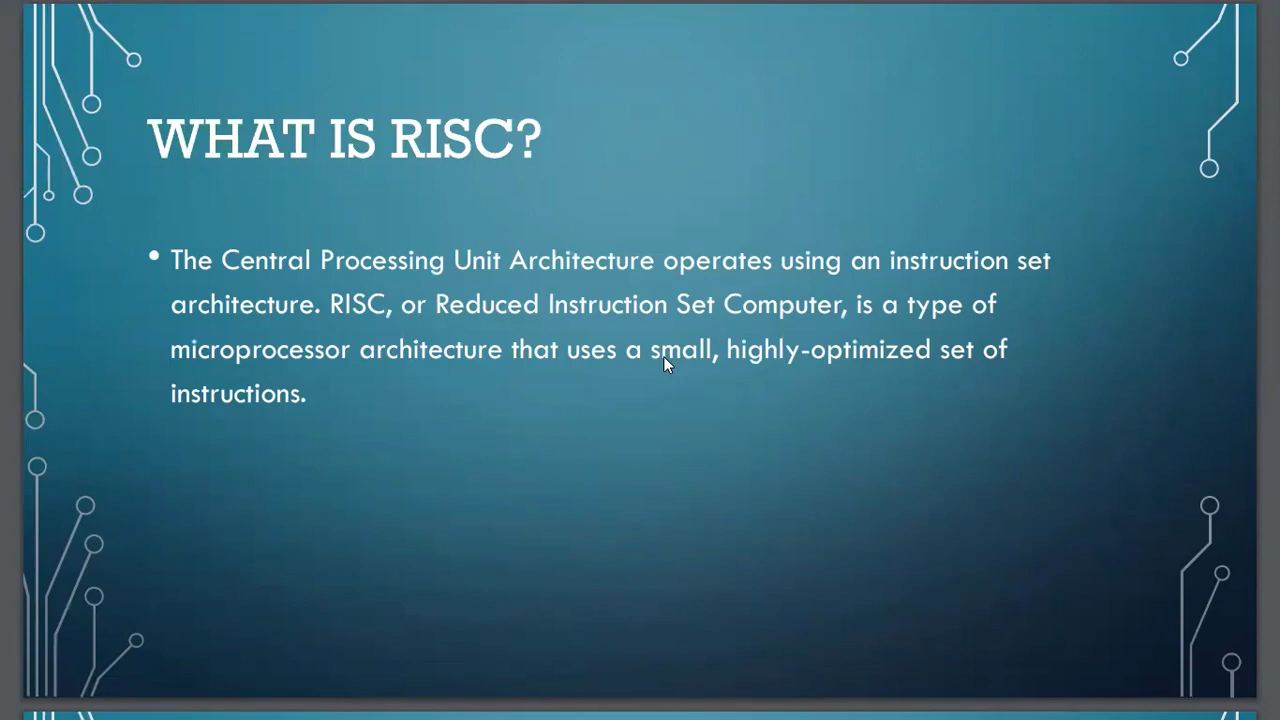 WHAT IS RISC?
• The Central Processing Unit Architecture operates using an instruction set
architecture. RISC, or Reduced Instruction Set Computer, is a type of
microprocessor architecture that uses a small, highly-optimized set of
instructions.